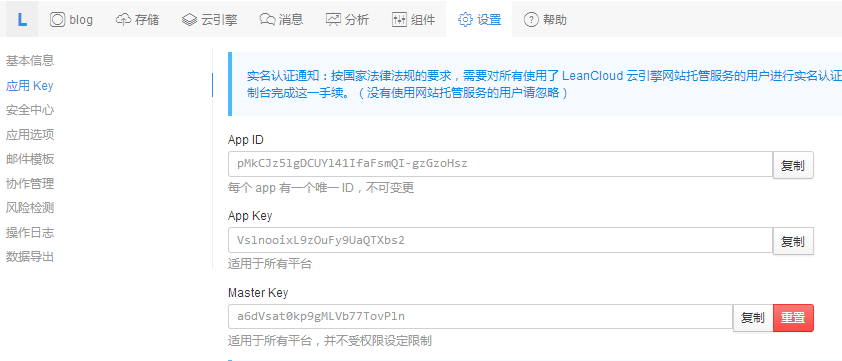 L blog 存储 云引擎 消息 分析 组件 设置 帮助
基本信息
应用 Key
安全中心
应用选项
邮件模板
协作管理
风险检测
操作日志
数据导出
实名认证通知：按国家法律法规的要求，需要对所有使用了 LeanCloud 云引擎网站托管服务的用户进行实名认证
制台完成这一手续。（没有使用网站托管服务的用户请忽略）
App ID
pMkCJz5lgDCUYl41IfaFsmQI-gzGzoHsz 复制
每个 app 有一个唯一 ID，不可变更
App Key
VslnooixL9zOuFy9UaQTXbs2 复制
适用于所有平台
Master Key
a6dVsat0kp9gMLVb77TovPln 复制 重置
适用于所有平台，并不受权限设定限制